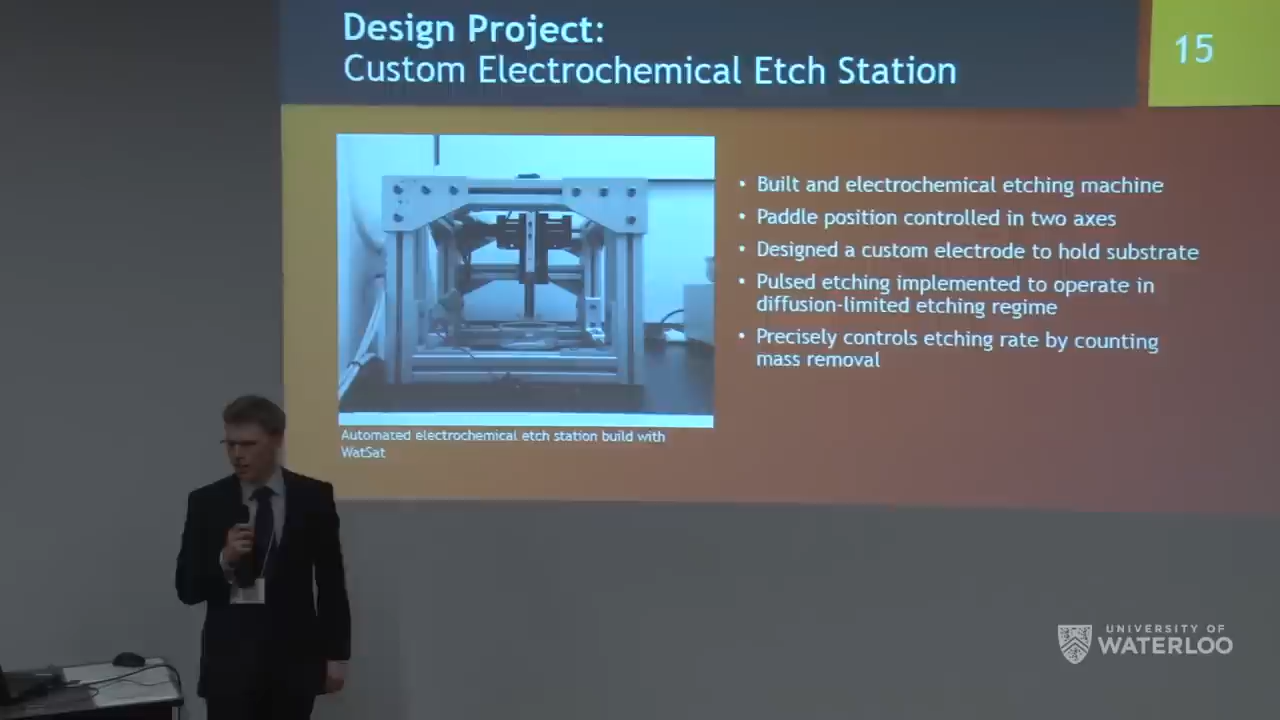 Design Project:
Custom Electrochemical Etch Station
15
• Built and electrochemical etching machine
• Paddle position controlled in two axes
• Designed a custom electrode to hold substrate
• Pulsed etching implemented to operate in
diffusion-limited etching regime
• Precisely controls etching rate by counting
mass removal
Automated electrochemical etch station build with
WatSat
UNIVERSITY OF
WATERLOO